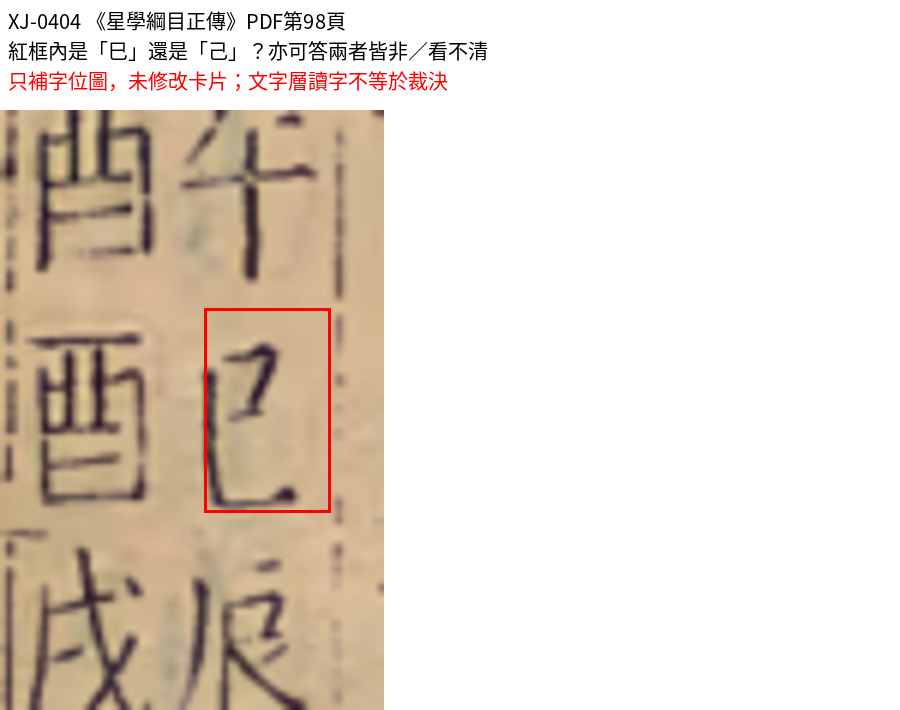 XJ-0404 《星學綱目正傳》PDF第98頁
紅框內是「巳」還是「己」？亦可答兩者皆非／看不清
只補字位圖，未修改卡片；文字層讀字不等於裁決
午
巳
辰
酉
酉
戌